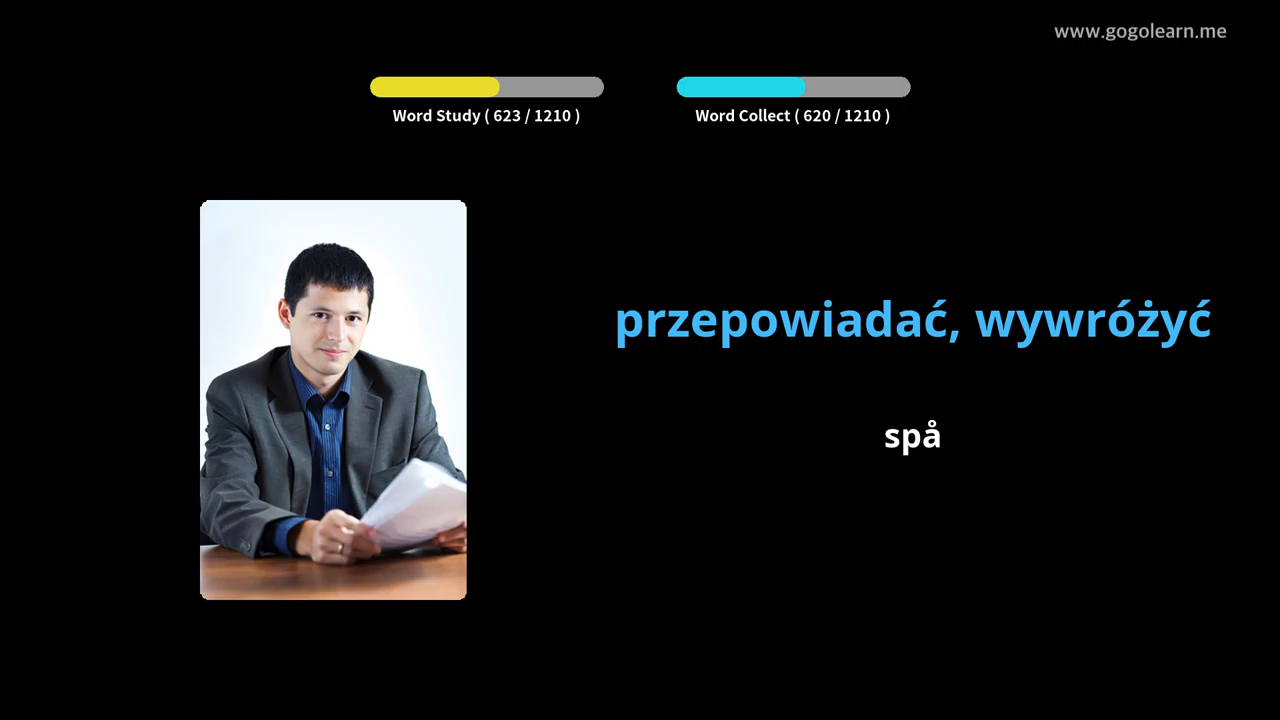 www.gogolearn.me
Word Study ( 623 / 1210 )
Word Collect ( 620 / 1210 )
przepowiadać, wywróżyć
spå